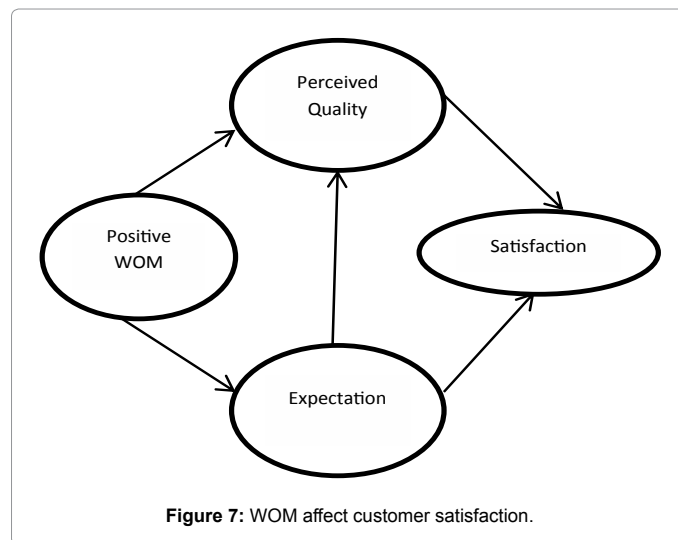 Perceived
Quality
Positive
WOM
Satisfaction
Expectation
Figure 7: WOM affect customer satisfaction.